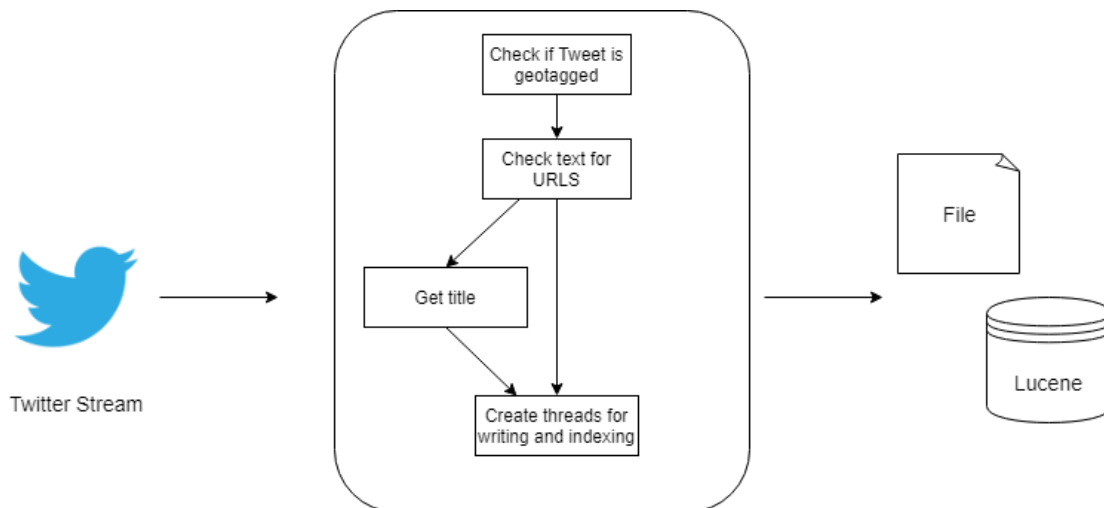 Check if Tweet is
geotagged
Check text for
URLS
File
Get title
Lucene
Twitter Stream
Create threads for
writing and indexing